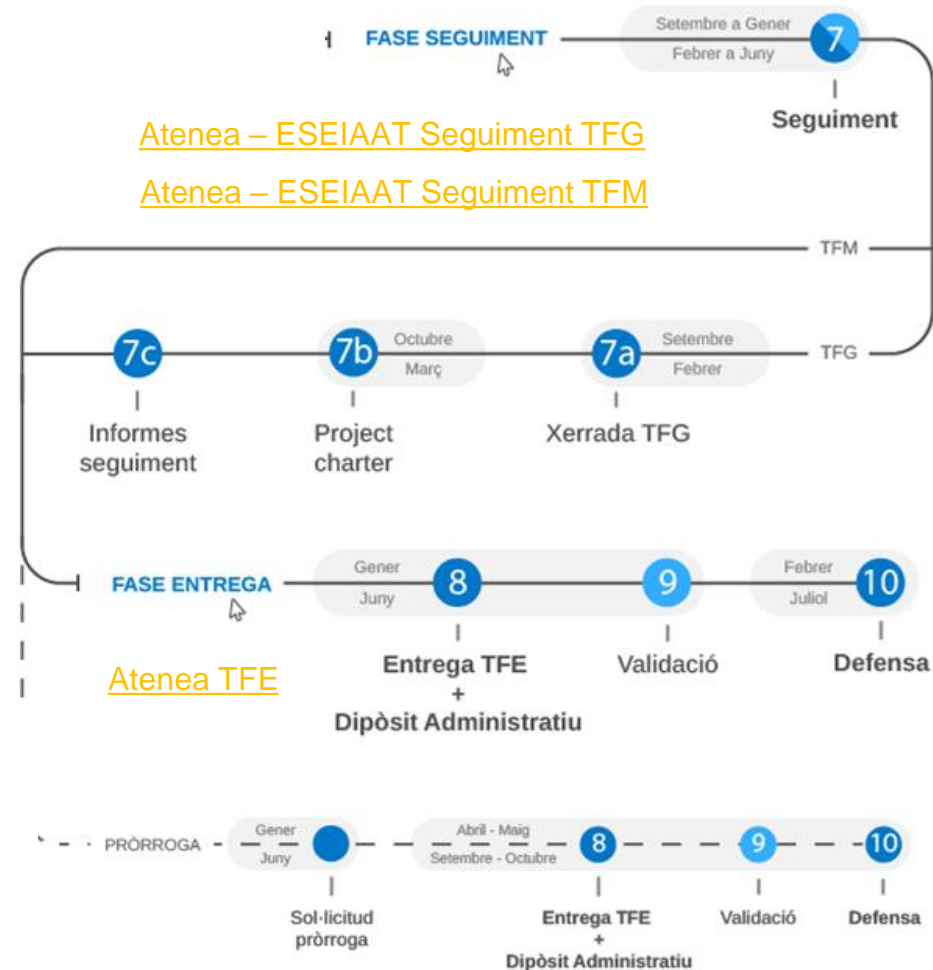 FASE SEGUIMENT
Setembre a Gener
Febrer a Juny
7
Seguiment
Atenea – ESEIAAT Seguiment TFG
Atenea – ESEIAAT Seguiment TFM
TFM
7c
7b
Octubre
Març
7a
Setembre
Febrer
TFG
Informes
seguiment
Project
charter
Xerrada TFG
FASE ENTREGA
Gener
Juny
8
9
Febrer
Juliol
10
Atenea TFE
Entrega TFE
+
Dipòsit Administratiu
Validació
Defensa
PRÒRROGA
Gener
Juny
Abril - Maig
Setembre - Octubre
8
9
10
Sol·licitud
pròrroga
Entrega TFE
+
Dipòsit Administratiu
Validació
Defensa